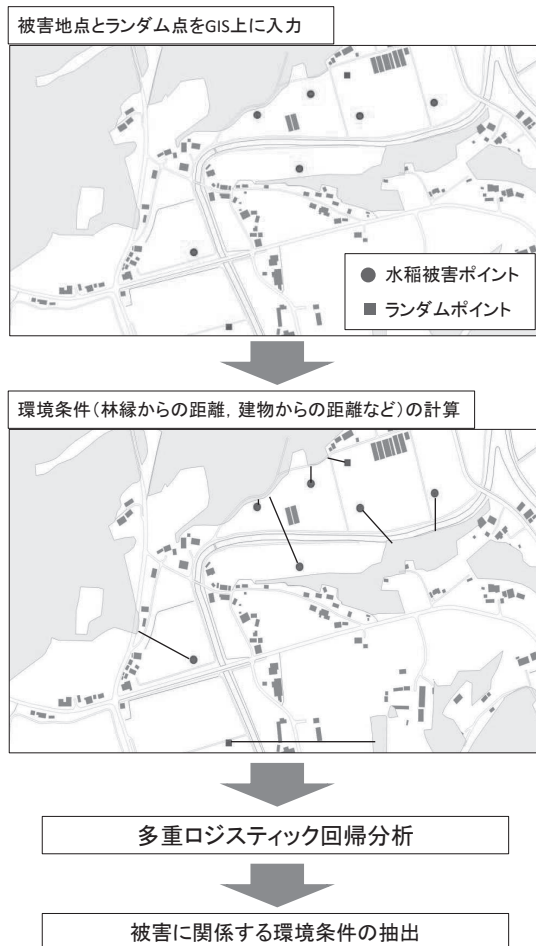 被害地点とランダム点をGIS上に入力
● 水稲被害ポイント
■ ランダムポイント
環境条件(林縁からの距離, 建物からの距離など)の計算
多重ロジスティック回帰分析
被害に関係する環境条件の抽出